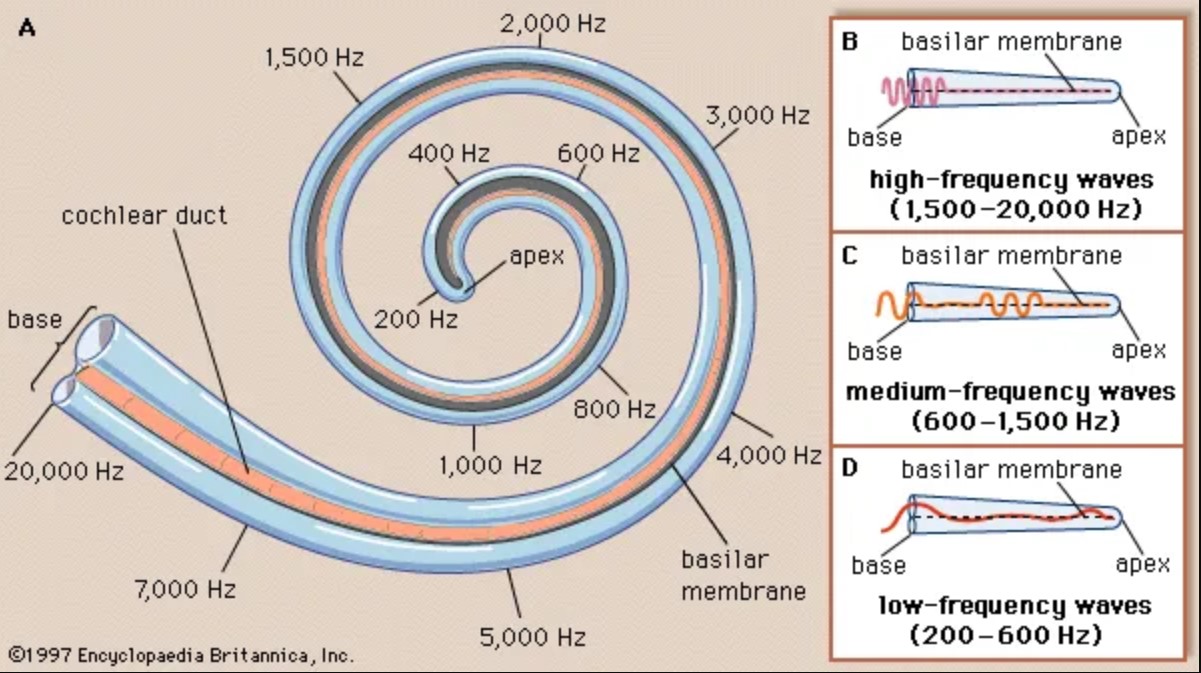 A
2,000 Hz
1,500 Hz
3,000 Hz
400 Hz
600 Hz
cochlear duct
apex
base
200 Hz
800 Hz
1,000 Hz
4,000 Hz
20,000 Hz
basilar
membrane
7,000 Hz
5,000 Hz
©1997 Encyclopaedia Britannica, Inc.
B
basilar membrane
base
apex
high-frequency waves
(1,500-20,000 Hz)
C
basilar membrane
base
apex
medium-frequency waves
(600-1,500 Hz)
D
basilar membrane
base
apex
low-frequency waves
(200-600 Hz)